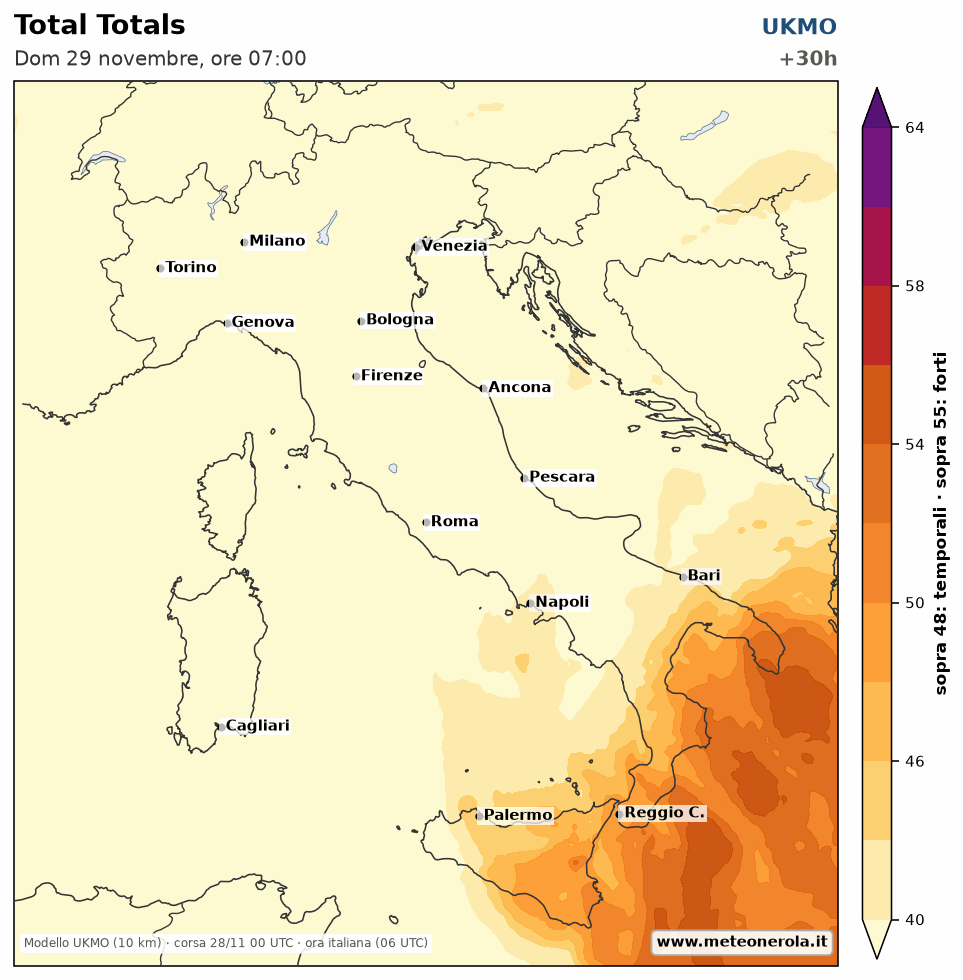 Total Totals
UKMO
Dom 29 novembre, ore 07:00
+30h
Milano
Venezia
Torino
Genova
Bologna
Firenze
Ancona
Pescara
Roma
Bari
Napoli
Cagliari
Palermo
Reggio C.
64
58
54
50
46
40
sopra 48: temporali · sopra 55: forti
Modello UKMO (10 km) · corsa 28/11 00 UTC · ora italiana (06 UTC)
www.meteonerola.it